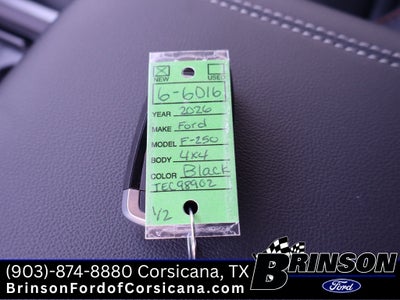 NEW USED
6-6016
YEAR 2026
MAKE Ford
MODEL F-250
BODY 4x4
COLOR Black
TEC98902
1/2
(903)-874-8880 Corsicana, TX
BrinsonFordofCorsicana.com
BRINSON
Ford